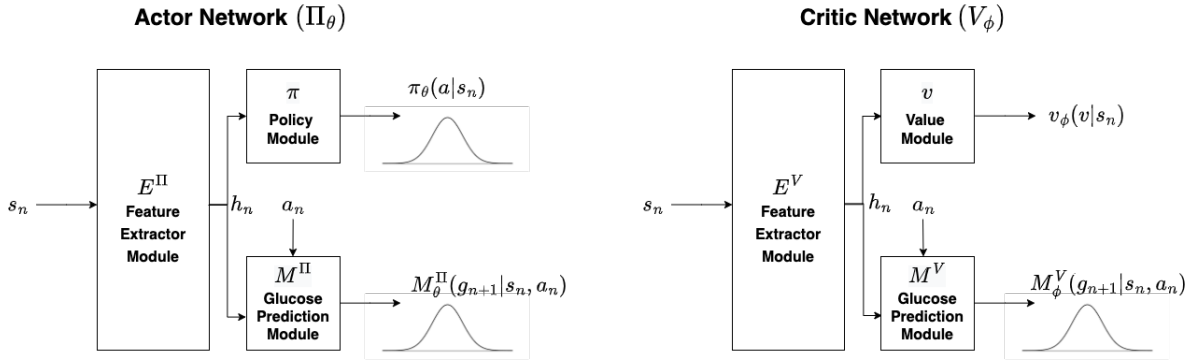 Actor Network (Π_θ)
s_n
E^Π
Feature
Extractor
Module
h_n
π
Policy
Module
π_θ(a|s_n)
a_n
M^Π
Glucose
Prediction
Module
M^Π_θ(g_{n+1}|s_n, a_n)
Critic Network (V_ϕ)
s_n
E^V
Feature
Extractor
Module
h_n
v
Value
Module
v_ϕ(v|s_n)
a_n
M^V
Glucose
Prediction
Module
M^V_ϕ(g_{n+1}|s_n, a_n)